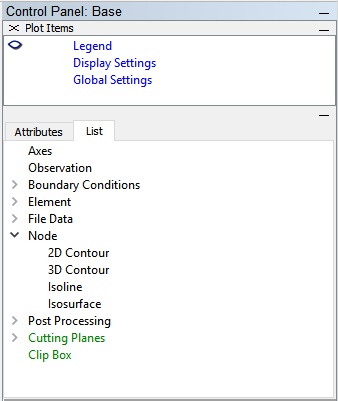 Control Panel: Base
Plot Items
Legend
Display Settings
Global Settings
Attributes List
Axes
Observation
Boundary Conditions
Element
File Data
Node
2D Contour
3D Contour
Isoline
Isosurface
Post Processing
Cutting Planes
Clip Box